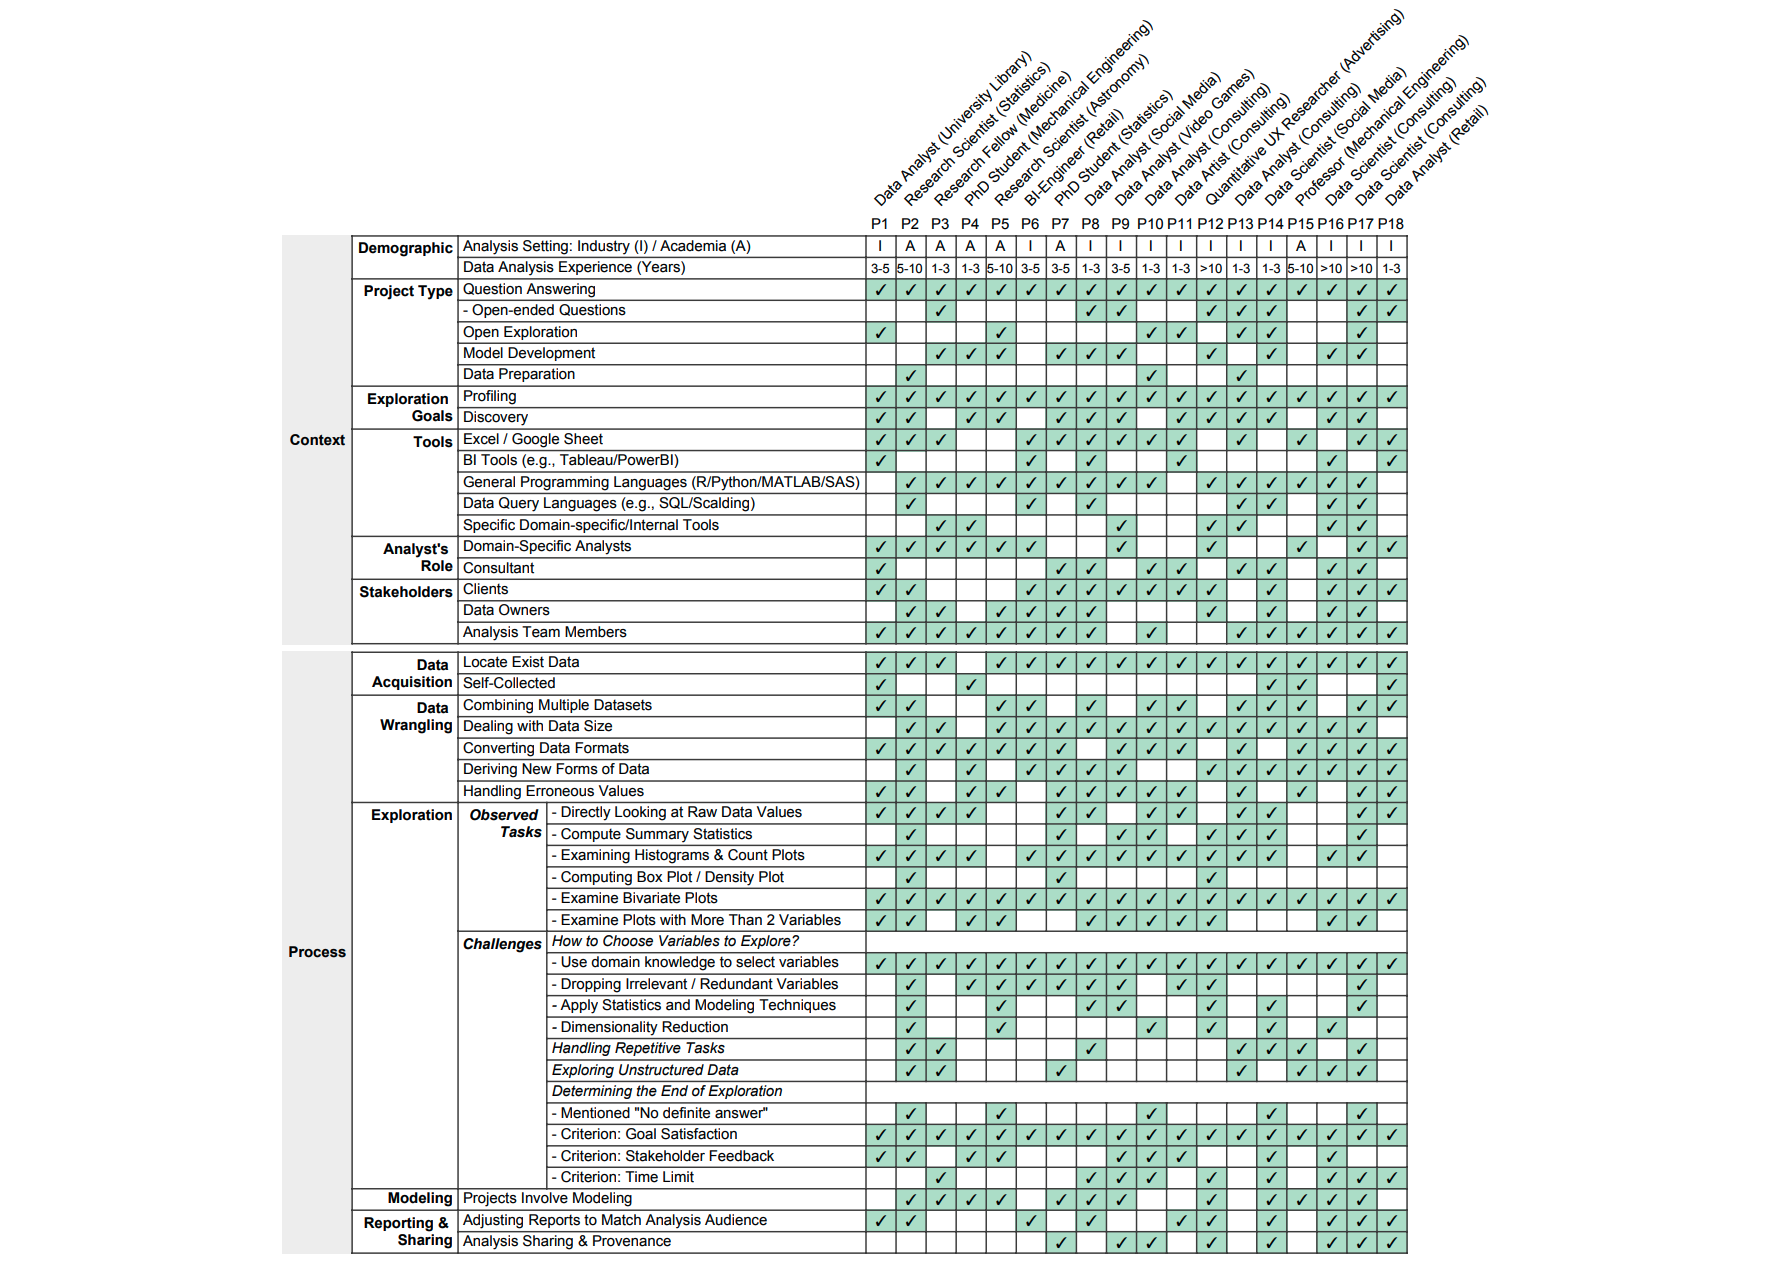 Data Analyst (University Library)
Research Scientist (Statistics)
Research Fellow (Medicine)
PhD Student (Mechanical Engineering)
Research Scientist (Astronomy)
BI-Engineer (Retail)
PhD Student (Statistics)
Data Analyst (Social Media)
Data Analyst (Video Games)
Data Analyst (Consulting)
Data Artist (Consulting)
Quantitative UX Researcher (Advertising)
Data Analyst (Consulting)
Data Scientist (Social Media)
Professor (Mechanical Engineering)
Data Scientist (Consulting)
Data Scientist (Consulting)
Data Analyst (Retail)
P1 P2 P3 P4 P5 P6 P7 P8 P9 P10 P11 P12 P13 P14 P15 P16 P17 P18
Context
Demographic
Analysis Setting: Industry (I) / Academia (A) I A A A A I A I I I I I I I A I I I
Data Analysis Experience (Years) 3-5 5-10 1-3 1-3 5-10 3-5 3-5 1-3 3-5 1-3 1-3 >10 1-3 1-3 5-10 >10 >10 1-3
Project Type
Question Answering
- Open-ended Questions
Open Exploration
Model Development
Data Preparation
Exploration
Goals
Profiling
Discovery
Tools
Excel / Google Sheet
BI Tools (e.g., Tableau/PowerBI)
General Programming Languages (R/Python/MATLAB/SAS)
Data Query Languages (e.g., SQL/Scalding)
Specific Domain-specific/Internal Tools
Analyst's
Role
Domain-Specific Analysts
Consultant
Stakeholders
Clients
Data Owners
Analysis Team Members
Process
Data
Acquisition
Locate Exist Data
Self-Collected
Data
Wrangling
Combining Multiple Datasets
Dealing with Data Size
Converting Data Formats
Deriving New Forms of Data
Handling Erroneous Values
Exploration
Observed
Tasks
- Directly Looking at Raw Data Values
- Compute Summary Statistics
- Examining Histograms & Count Plots
- Computing Box Plot / Density Plot
- Examine Bivariate Plots
- Examine Plots with More Than 2 Variables
Challenges
How to Choose Variables to Explore?
- Use domain knowledge to select variables
- Dropping Irrelevant / Redundant Variables
- Apply Statistics and Modeling Techniques
- Dimensionality Reduction
Handling Repetitive Tasks
Exploring Unstructured Data
Determining the End of Exploration
- Mentioned "No definite answer"
- Criterion: Goal Satisfaction
- Criterion: Stakeholder Feedback
- Criterion: Time Limit
Modeling
Projects Involve Modeling
Reporting &
Sharing
Adjusting Reports to Match Analysis Audience
Analysis Sharing & Provenance